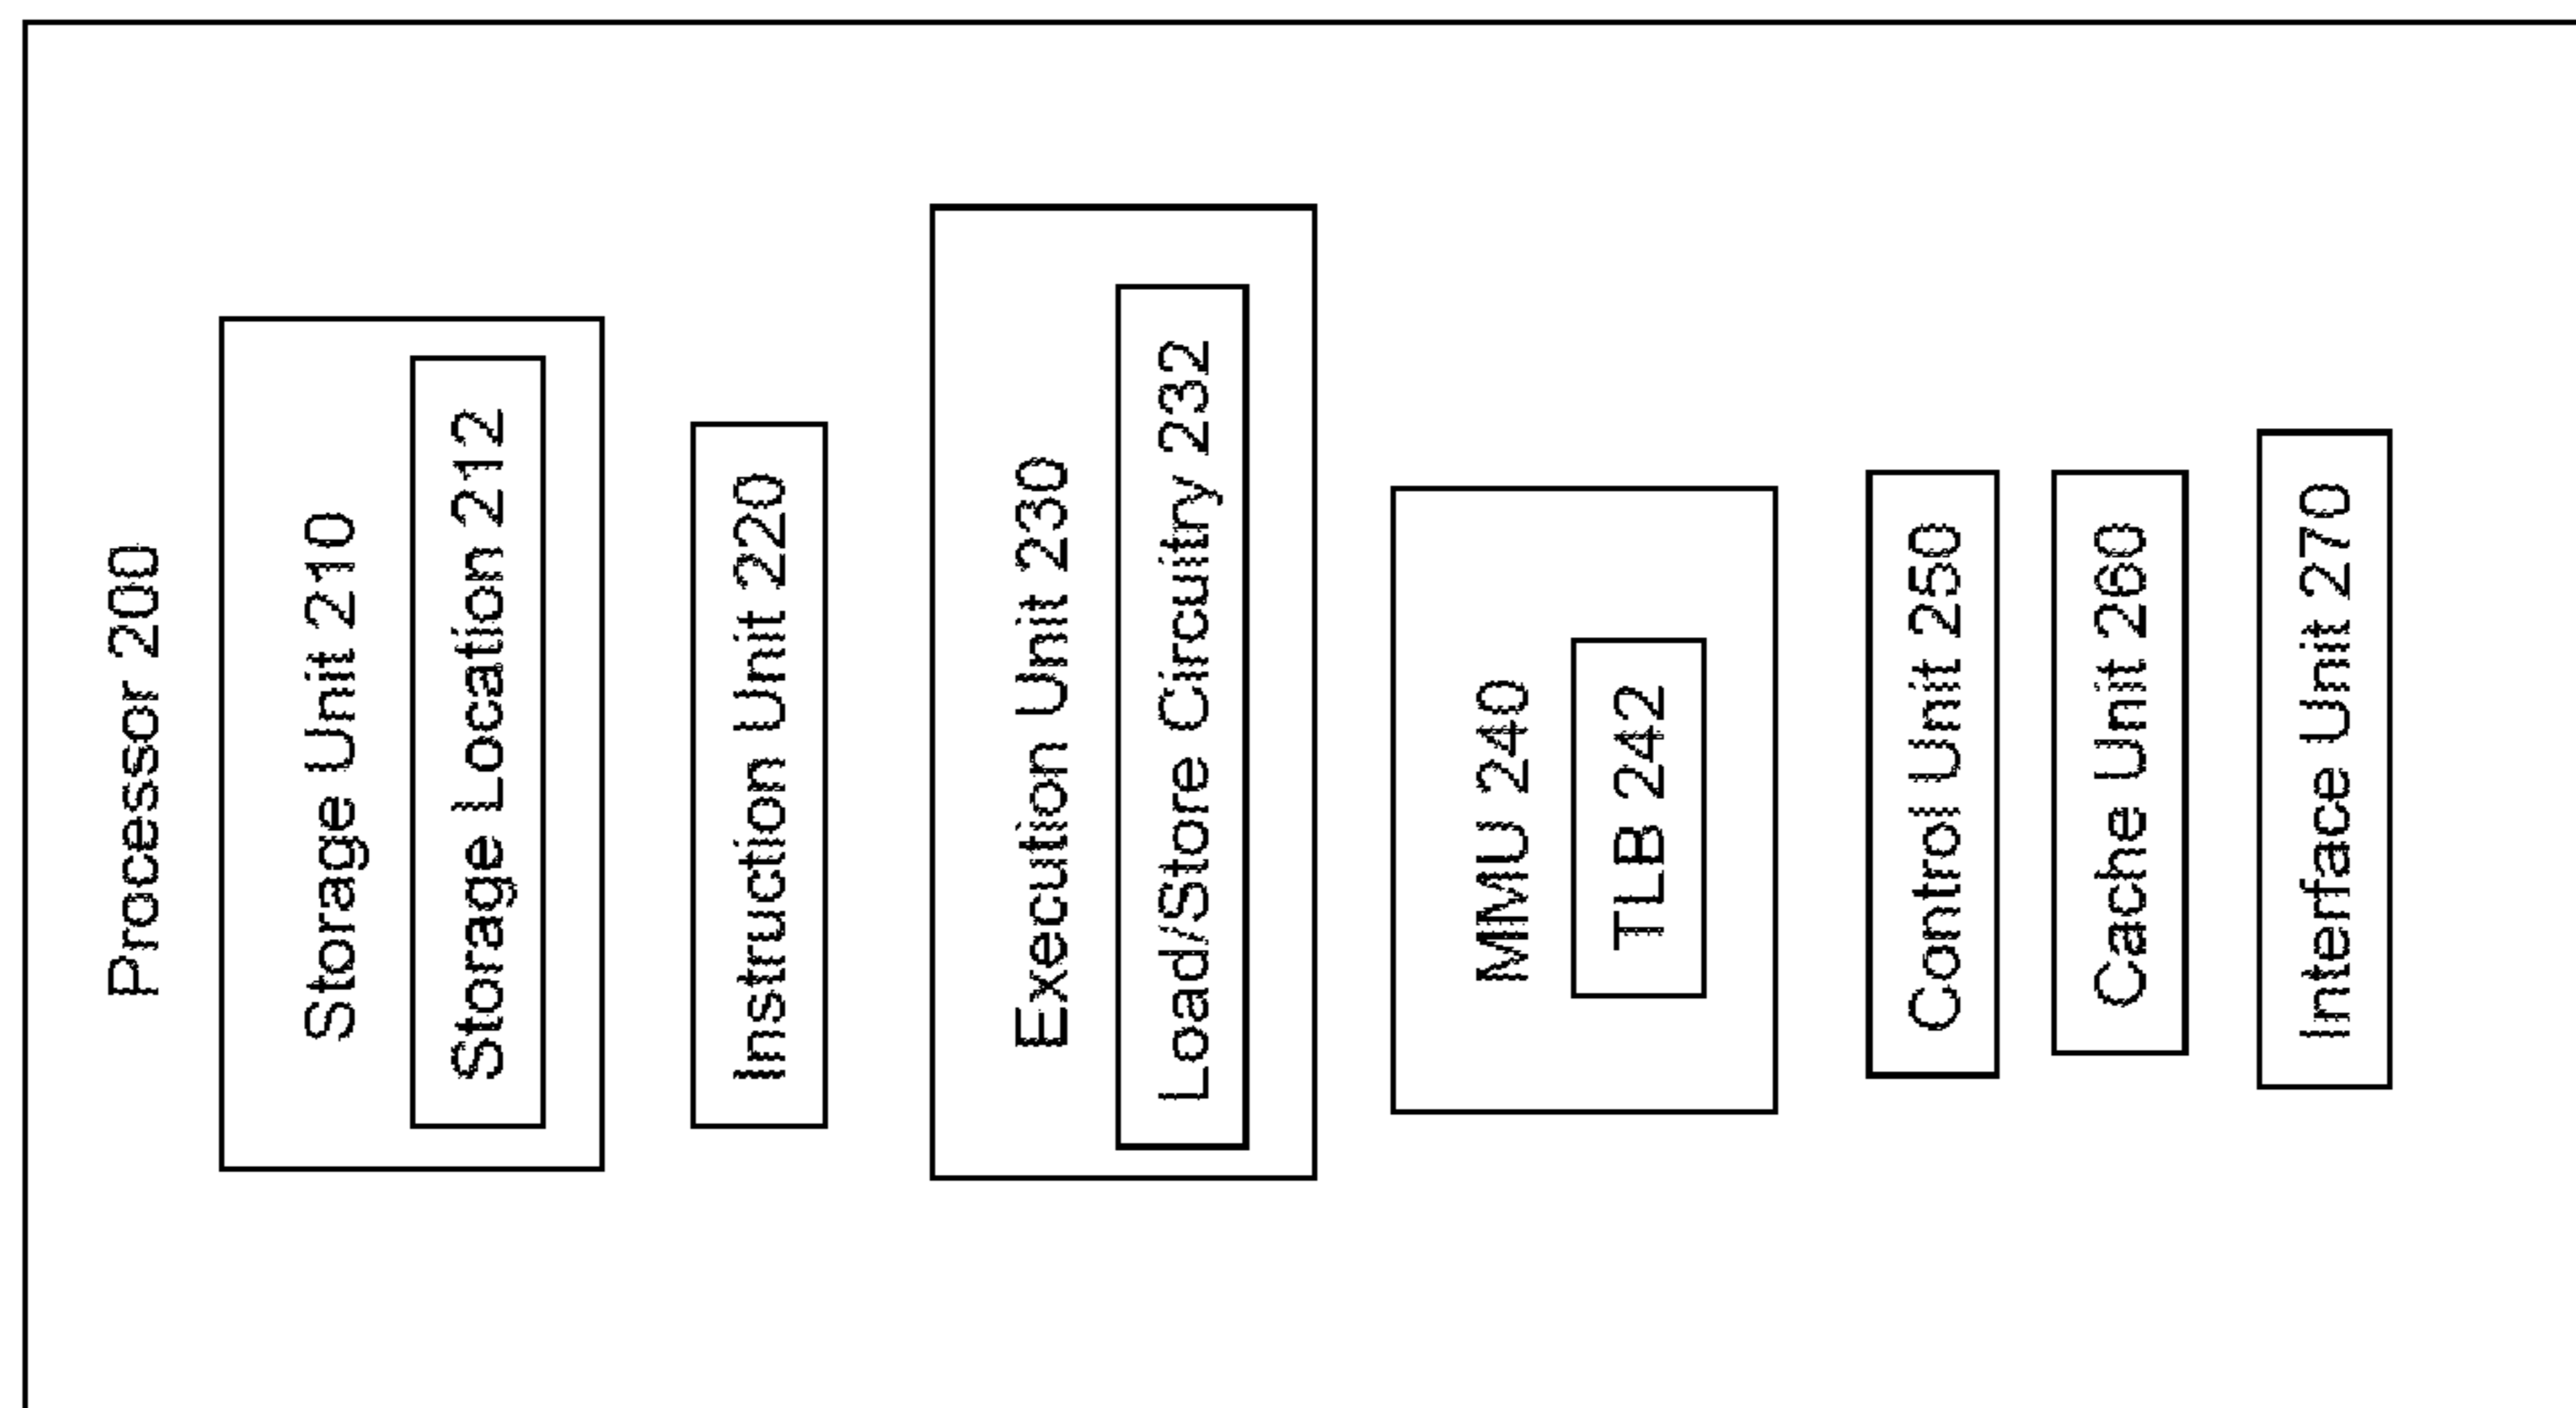 Processor 200
Storage Unit 210
Storage Location 212
Instruction Unit 220
Execution Unit 230
Load/Store Circuitry 232
MMU 240
TLB 242
Control Unit 250
Cache Unit 260
Interface Unit 270